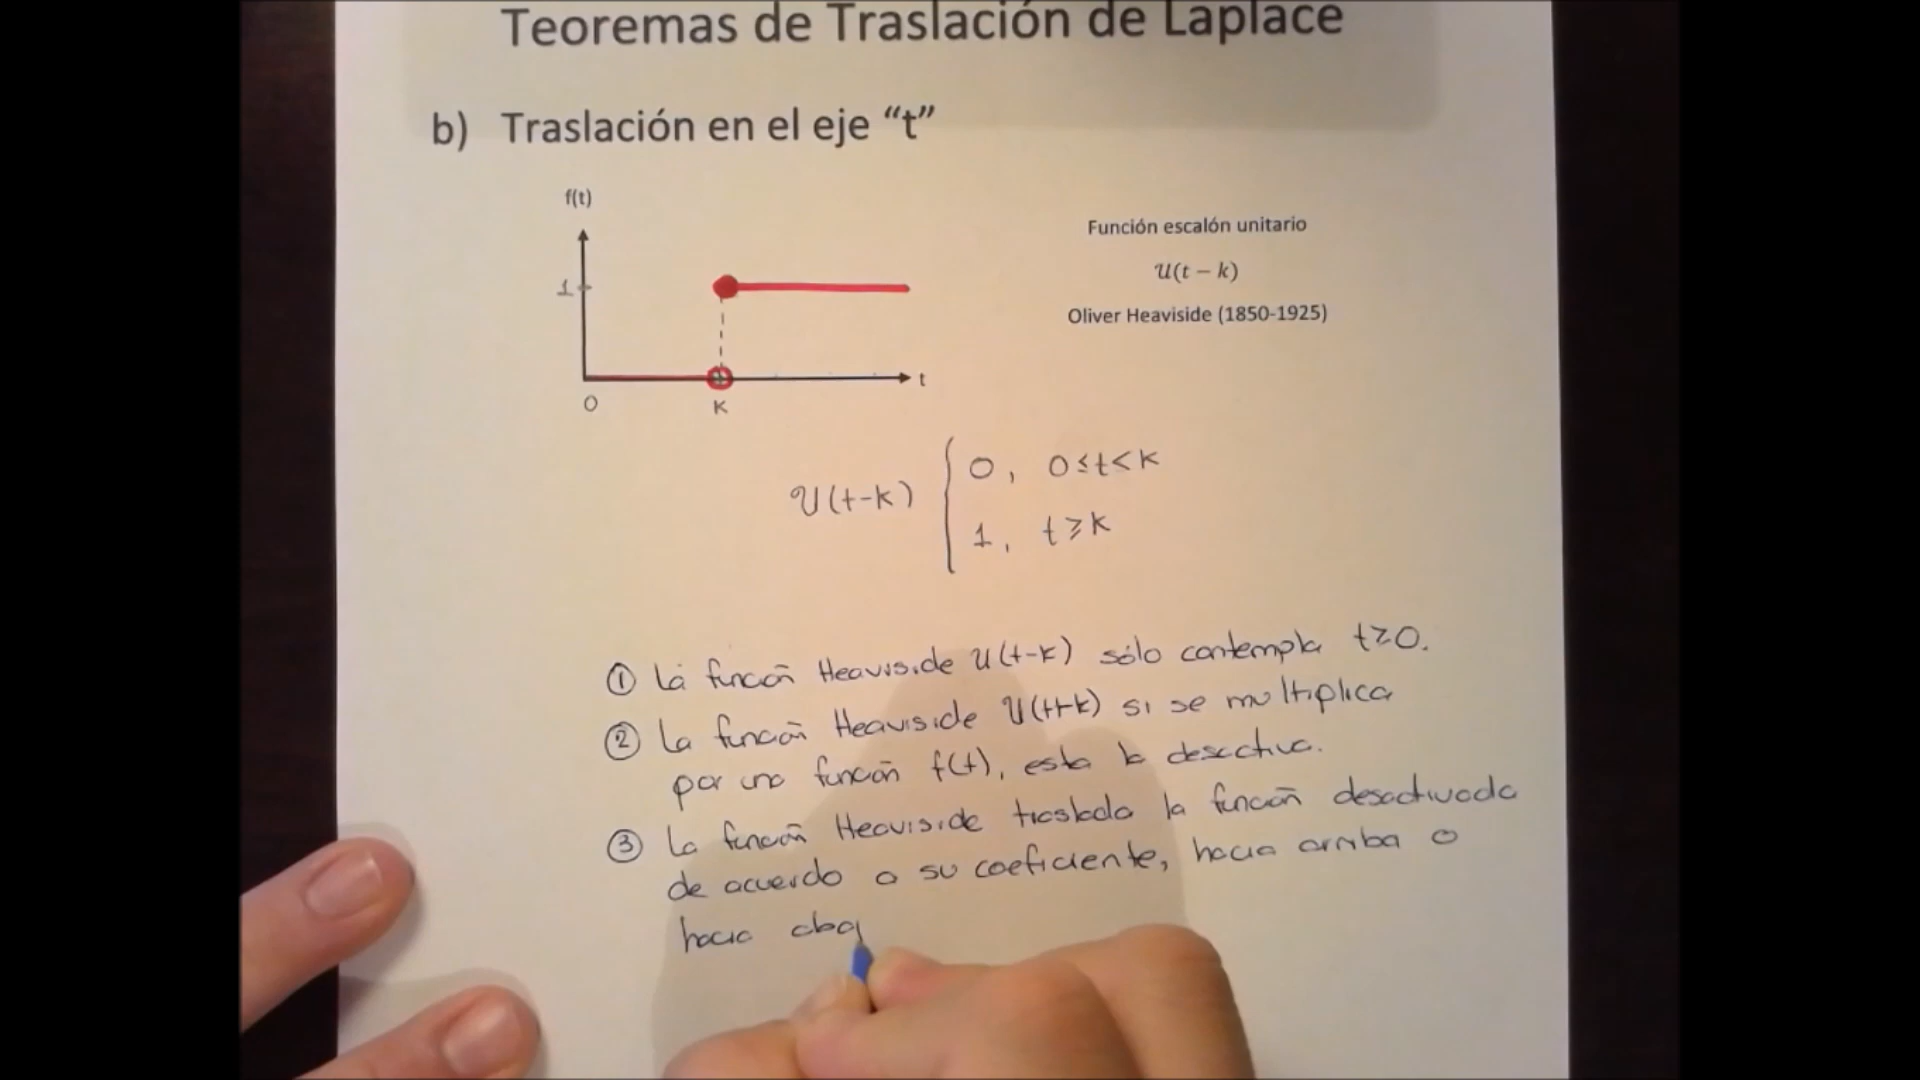 Teoremas de Traslación de Laplace
b) Traslación en el eje “t”
f(t)
1
0
K
t
Función escalón unitario
𝒰(t − k)
Oliver Heaviside (1850-1925)
𝒰(t-k) { 0, 0≤t<k
1, t≥k
① La función Heaviside 𝒰(t-k) sólo contempla t≥0.
② La función Heaviside 𝒰(t-k) si se multiplica
por una función f(t), esta la desactiva.
③ La función Heaviside traslada la función desactivada
de acuerdo a su coeficiente, hacia arriba o
hacia abaj